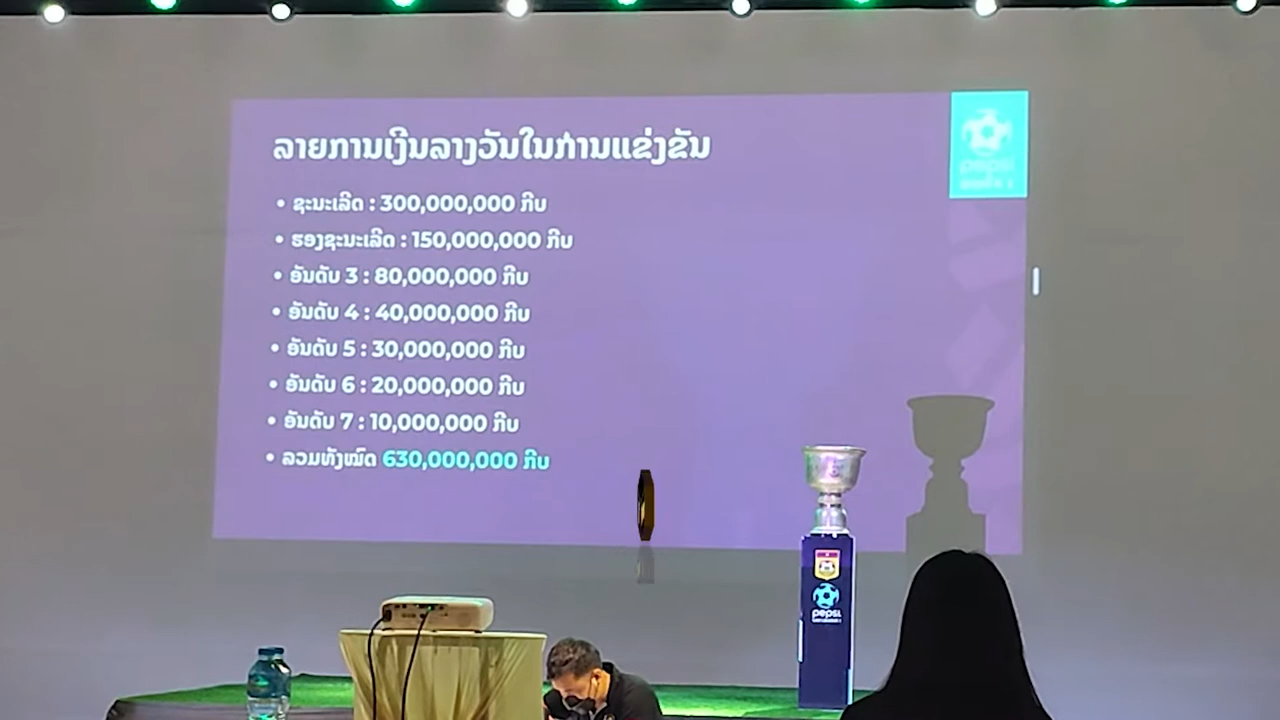 ລາຍການເງິນລາງວັນໃນການແຂ່ງຂັນ
• ຊະນະເລີດ : 300,000,000 ກີບ
• ຮອງຊະນະເລີດ : 150,000,000 ກີບ
• ອັນດັບ 3 : 80,000,000 ກີບ
• ອັນດັບ 4 : 40,000,000 ກີບ
• ອັນດັບ 5 : 30,000,000 ກີບ
• ອັນດັບ 6 : 20,000,000 ກີບ
• ອັນດັບ 7 : 10,000,000 ກີບ
• ລວມທັງໝົດ 630,000,000 ກີບ
pepsi
pepsi